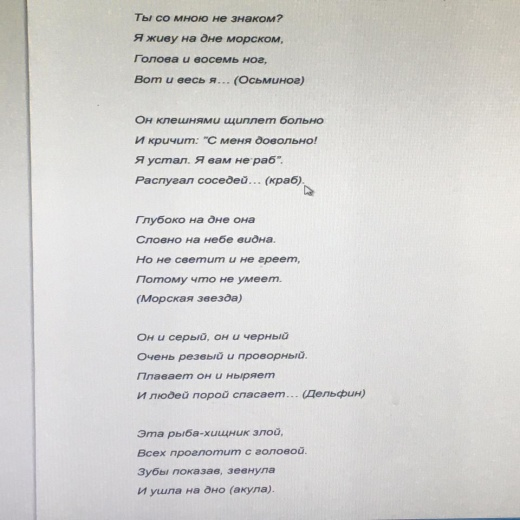 Ты со мною не знаком?
Я живу на дне морском,
Голова и восемь ног,
Вот и весь я... (Осьминог)
Он клешнями щиплет больно
И кричит: "С меня довольно!
Я устал. Я вам не раб".
Распугал соседей... (краб).
Глубоко на дне она
Словно на небе видна.
Но не светит и не греет,
Потому что не умеет.
(Морская звезда)
Он и серый, он и черный
Очень резвый и проворный.
Плавает он и ныряет
И людей порой спасает... (Дельфин)
Эта рыба-хищник злой,
Всех проглотит с головой.
Зубы показав, зевнула
И ушла на дно (акула).